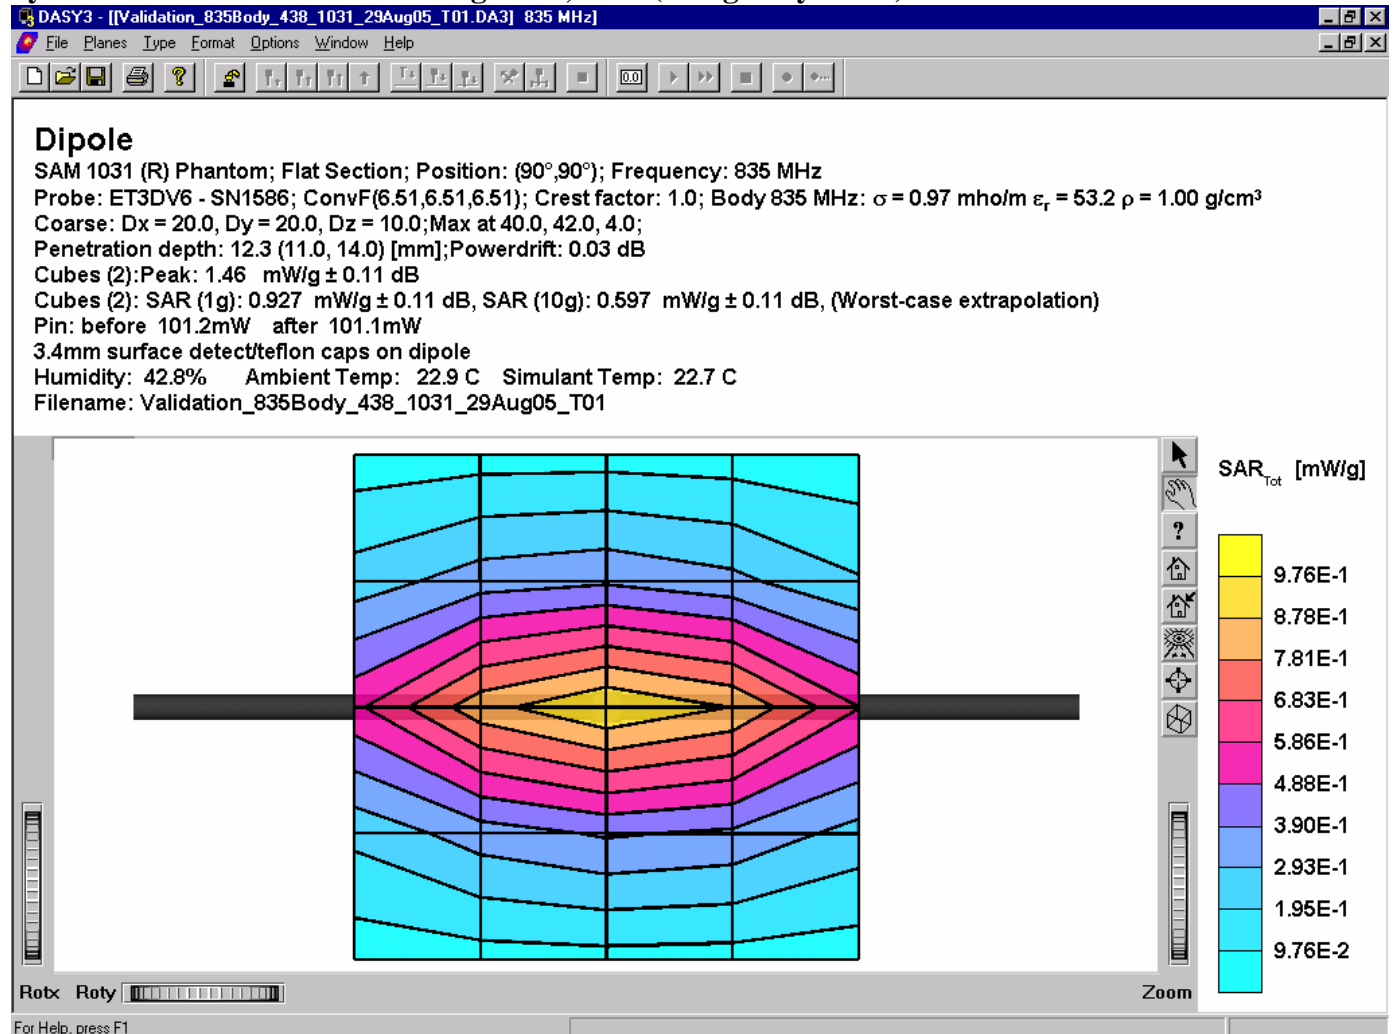 DASY3 - [[Validation_835Body_438_1031_29Aug05_T01.DA3] 835 MHz]
File Planes Type Format Options Window Help
Dipole
SAM 1031 (R) Phantom; Flat Section; Position: (90°,90°); Frequency: 835 MHz
Probe: ET3DV6 - SN1586; ConvF(6.51,6.51,6.51); Crest factor: 1.0; Body 835 MHz: σ = 0.97 mho/m εr = 53.2 ρ = 1.00 g/cm³
Coarse: Dx = 20.0, Dy = 20.0, Dz = 10.0;Max at 40.0, 42.0, 4.0;
Penetration depth: 12.3 (11.0, 14.0) [mm];Powerdrift: 0.03 dB
Cubes (2):Peak: 1.46 mW/g ± 0.11 dB
Cubes (2): SAR (1g): 0.927 mW/g ± 0.11 dB, SAR (10g): 0.597 mW/g ± 0.11 dB, (Worst-case extrapolation)
Pin: before 101.2mW after 101.1mW
3.4mm surface detect/teflon caps on dipole
Humidity: 42.8% Ambient Temp: 22.9 C Simulant Temp: 22.7 C
Filename: Validation_835Body_438_1031_29Aug05_T01
SARTot [mW/g]
9.76E-1
8.78E-1
7.81E-1
6.83E-1
5.86E-1
4.88E-1
3.90E-1
2.93E-1
1.95E-1
9.76E-2
Rotx Roty
Zoom
For Help, press F1